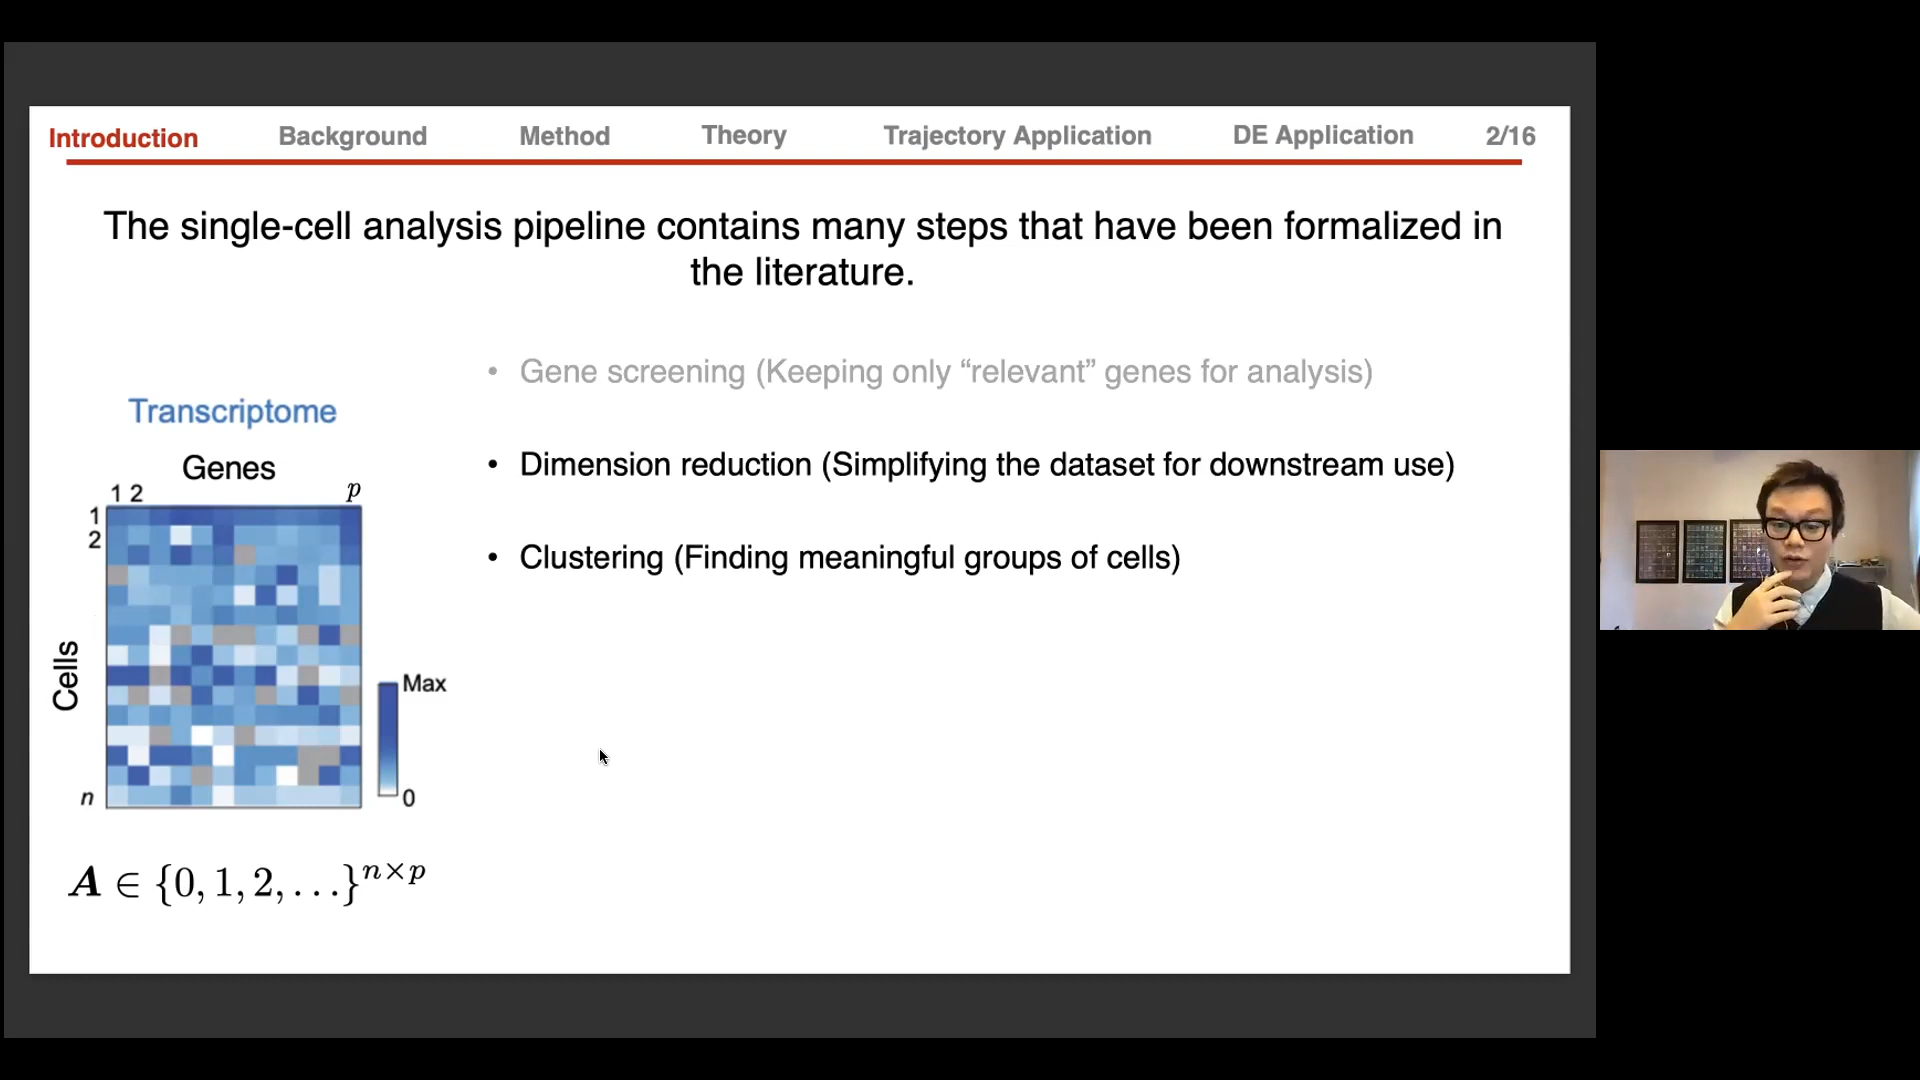 Introduction Background Method Theory Trajectory Application DE Application 2/16
The single-cell analysis pipeline contains many steps that have been formalized in
the literature.
• Gene screening (Keeping only “relevant” genes for analysis)
• Dimension reduction (Simplifying the dataset for downstream use)
• Clustering (Finding meaningful groups of cells)
Transcriptome
Genes
1 2 p
1
2
Cells
n
Max
0
A ∈ {0, 1, 2, . . .}^{n×p}